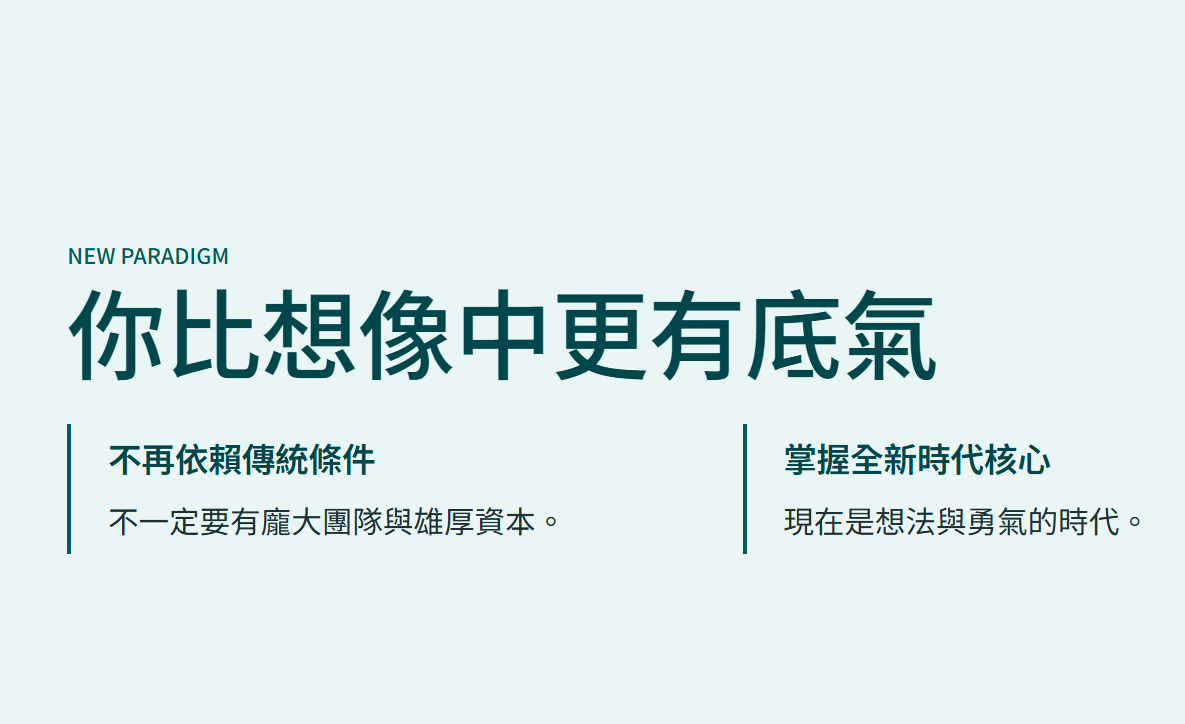 NEW PARADIGM
你比想像中更有底氣
不再依賴傳統條件
不一定要有龐大團隊與雄厚資本。
掌握全新時代核心
現在是想法與勇氣的時代。